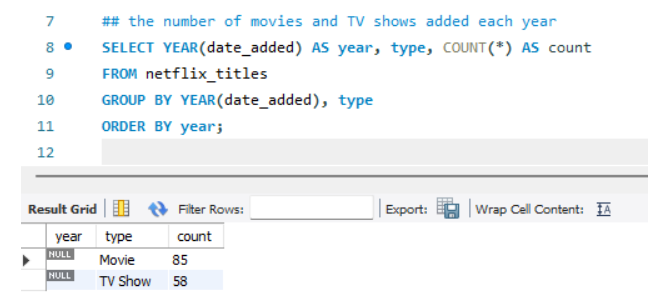 7 ## the number of movies and TV shows added each year
8 SELECT YEAR(date_added) AS year, type, COUNT(*) AS count
9 FROM netflix_titles
10 GROUP BY YEAR(date_added), type
11 ORDER BY year;
12
Result Grid Filter Rows: Export: Wrap Cell Content: IA
year type count
NULL Movie 85
NULL TV Show 58